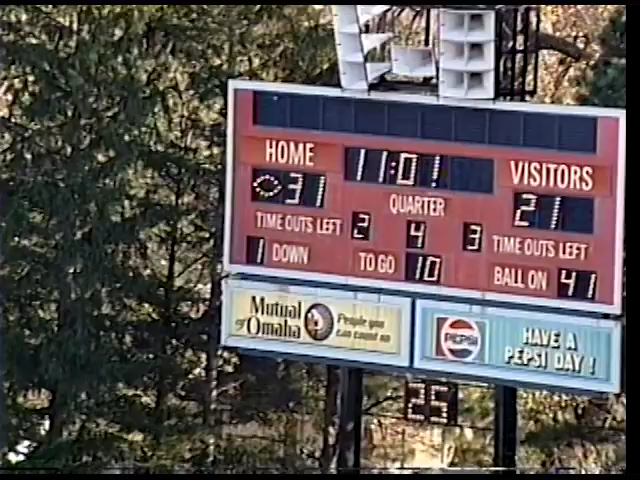 HOME 11:01 VISITORS
31 QUARTER 21
TIME OUTS LEFT 2 4 3 TIME OUTS LEFT
1 DOWN TO GO 10 BALL ON 41
Mutual of Omaha People you can count on
PEPSI HAVE A PEPSI DAY!
25